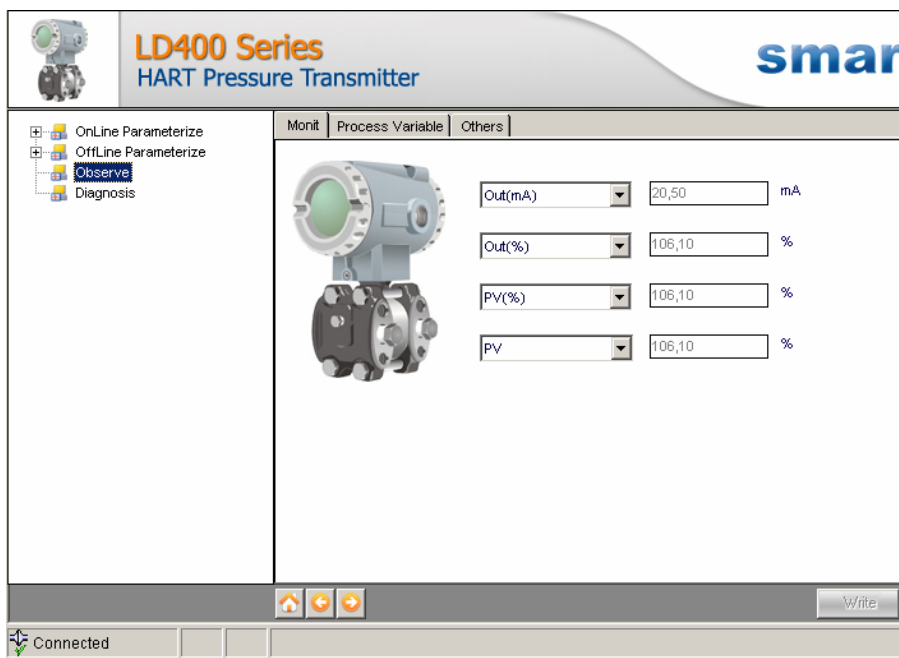 LD400 Series
HART Pressure Transmitter
smar
OnLine Parameterize
OffLine Parameterize
Observe
Diagnosis
Monit
Process Variable
Others
Out(mA) 20,50 mA
Out(%) 106,10 %
PV(%) 106,10 %
PV 106,10 %
Write
Connected